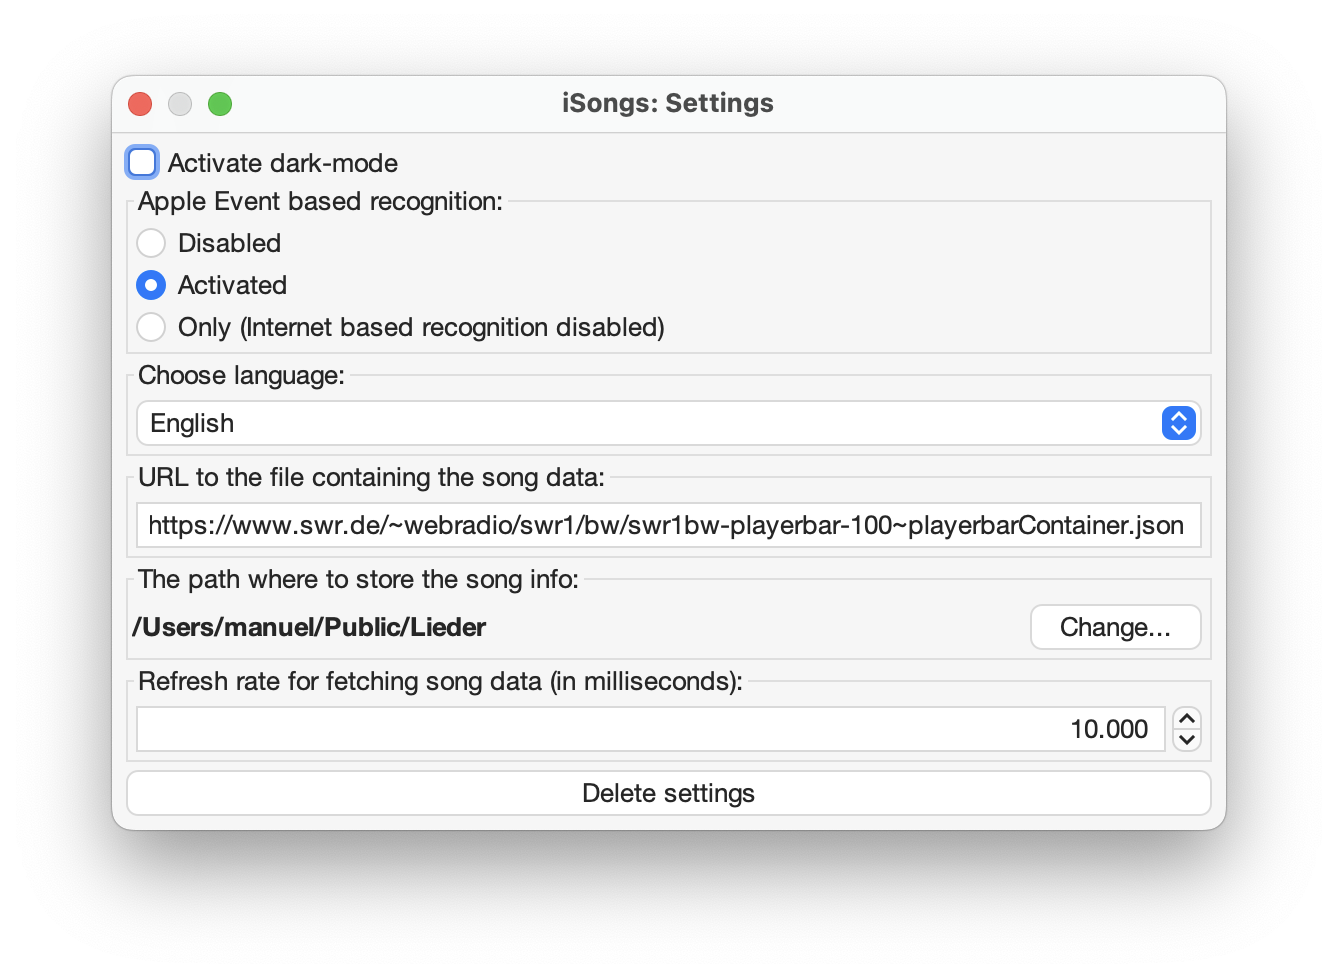 iSongs: Settings
Activate dark-mode
Apple Event based recognition:
Disabled
Activated
Only (Internet based recognition disabled)
Choose language:
English
URL to the file containing the song data:
https://www.swr.de/~webradio/swr1/bw/swr1bw-playerbar-100~playerbarContainer.json
The path where to store the song info:
/Users/manuel/Public/Lieder
Change...
Refresh rate for fetching song data (in milliseconds):
10.000
Delete settings